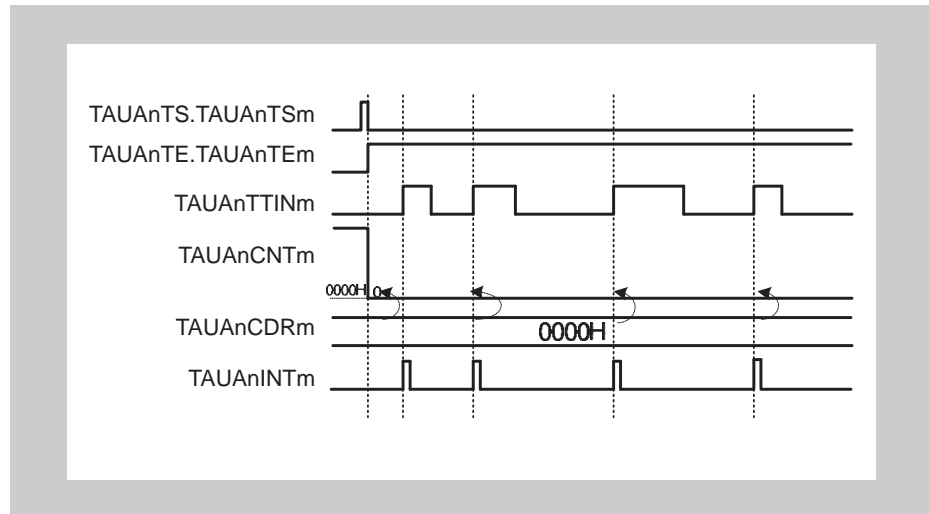 TAUAnTS.TAUAnTSm
TAUAnTE.TAUAnTEm
TAUAnTTINm
TAUAnCNTm
0000H 0
TAUAnCDRm 0000H
TAUAnINTm